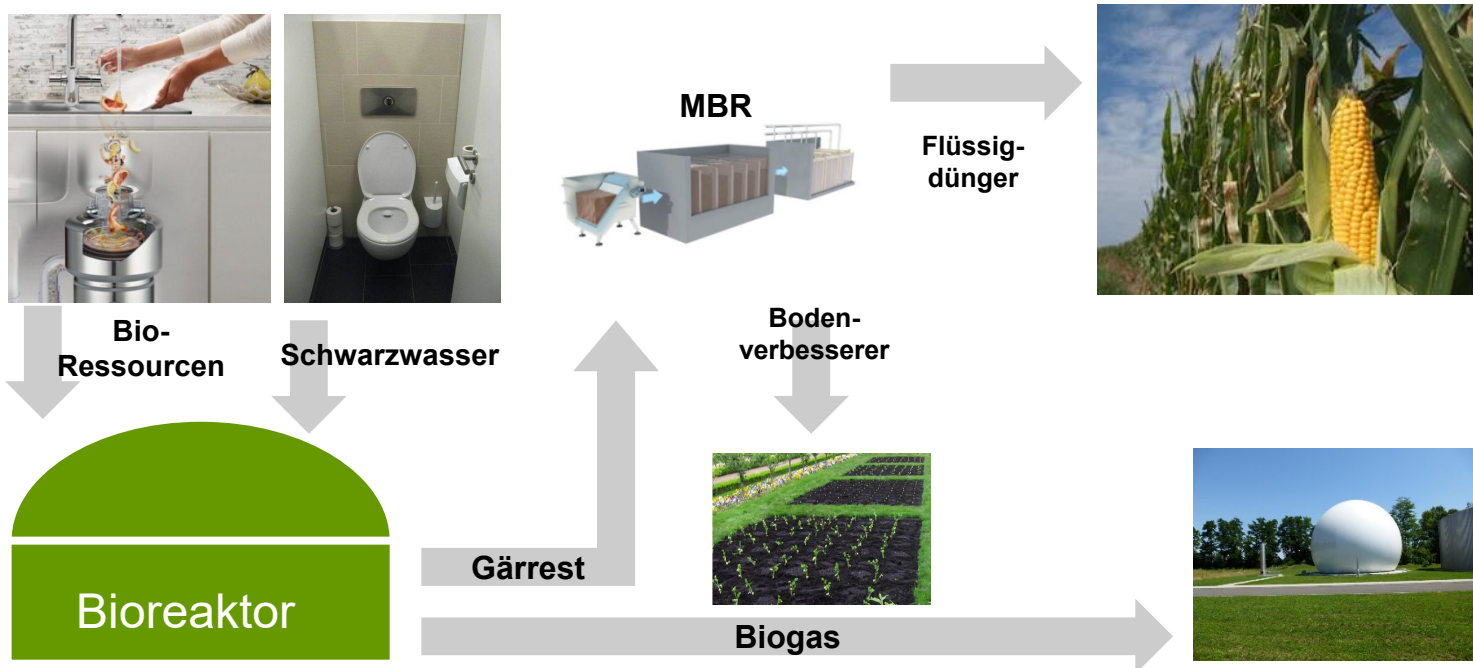 MBR
Flüssig-
dünger
Bio-
Ressourcen
Schwarzwasser
Boden-
verbesserer
Gärrest
Bioreaktor
Biogas